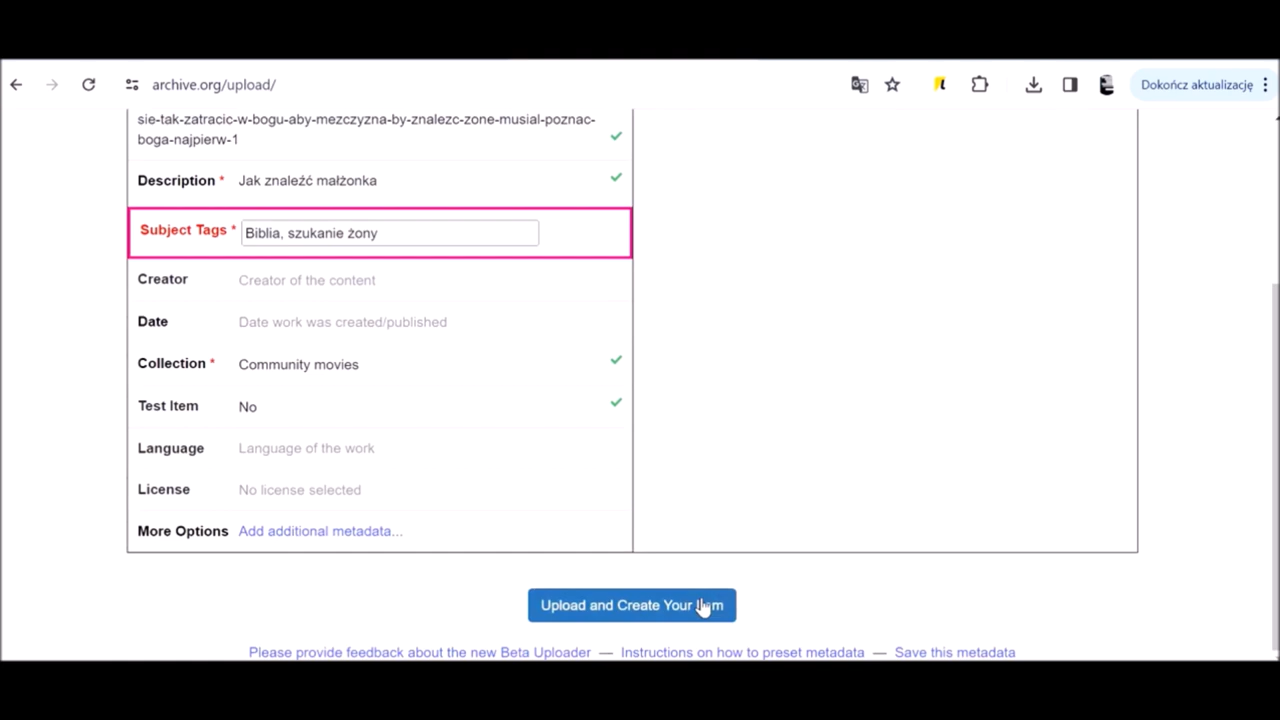 archive.org/upload/
Dokończ aktualizację
sie-tak-zatracic-w-bogu-aby-mezczyzna-by-znalezc-zone-musial-poznac-
boga-najpierw-1
Description * Jak znaleźć małżonka
Subject Tags * Biblia, szukanie żony
Creator Creator of the content
Date Date work was created/published
Collection * Community movies
Test Item No
Language Language of the work
License No license selected
More Options Add additional metadata...
Upload and Create Your Item
Please provide feedback about the new Beta Uploader — Instructions on how to preset metadata — Save this metadata